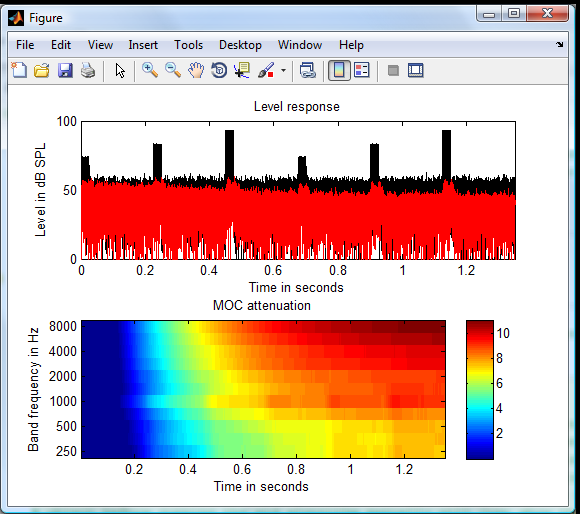 Figure
File Edit View Insert Tools Desktop Window Help
Level response
Level in dB SPL
100
50
0
0 0.2 0.4 0.6 0.8 1 1.2
Time in seconds
MOC attenuation
Band frequency in Hz
8000
4000
2000
1000
500
250
0.2 0.4 0.6 0.8 1 1.2
Time in seconds
10
8
6
4
2